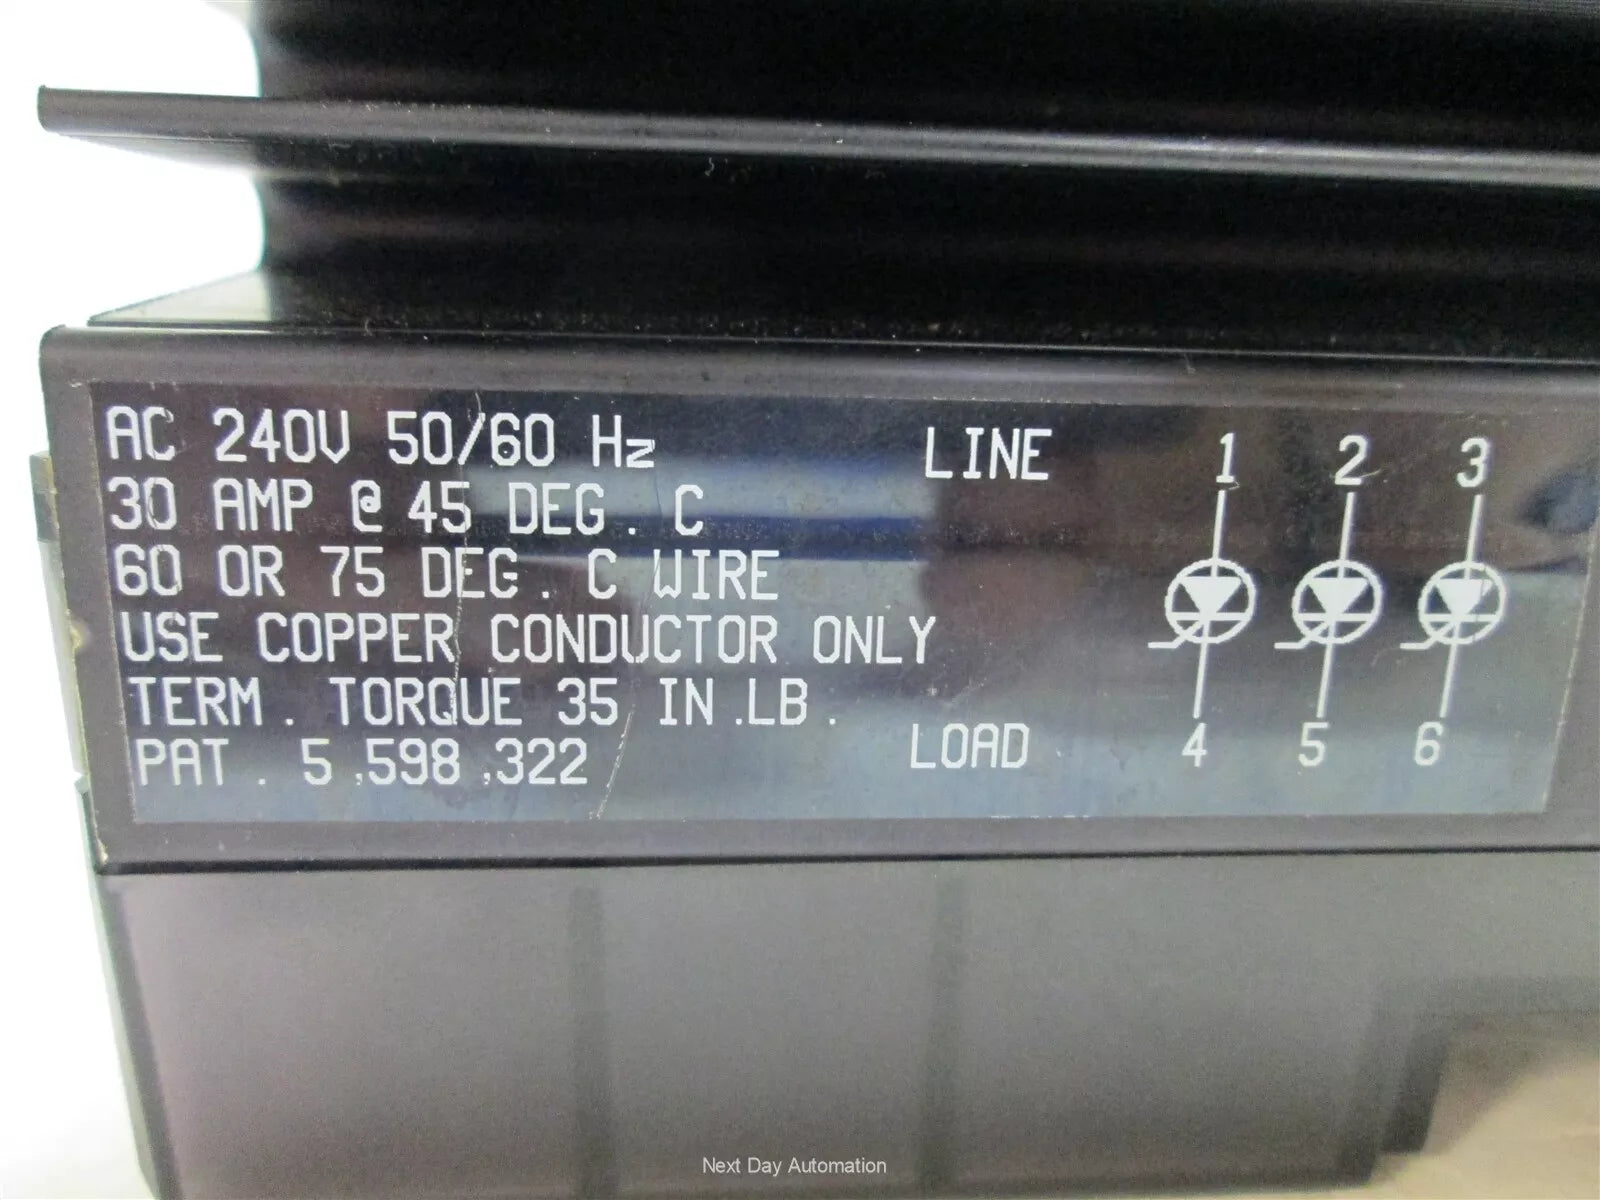 AC 240V 50/60 Hz
30 AMP @ 45 DEG. C
60 OR 75 DEG. C WIRE
USE COPPER CONDUCTOR ONLY
TERM. TORQUE 35 IN.LB.
PAT. 5,598,322
LINE 1 2 3
LOAD 4 5 6
Next Day Automation